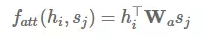 f_att(h_i, s_j) = h_i^⊤ W_a s_j